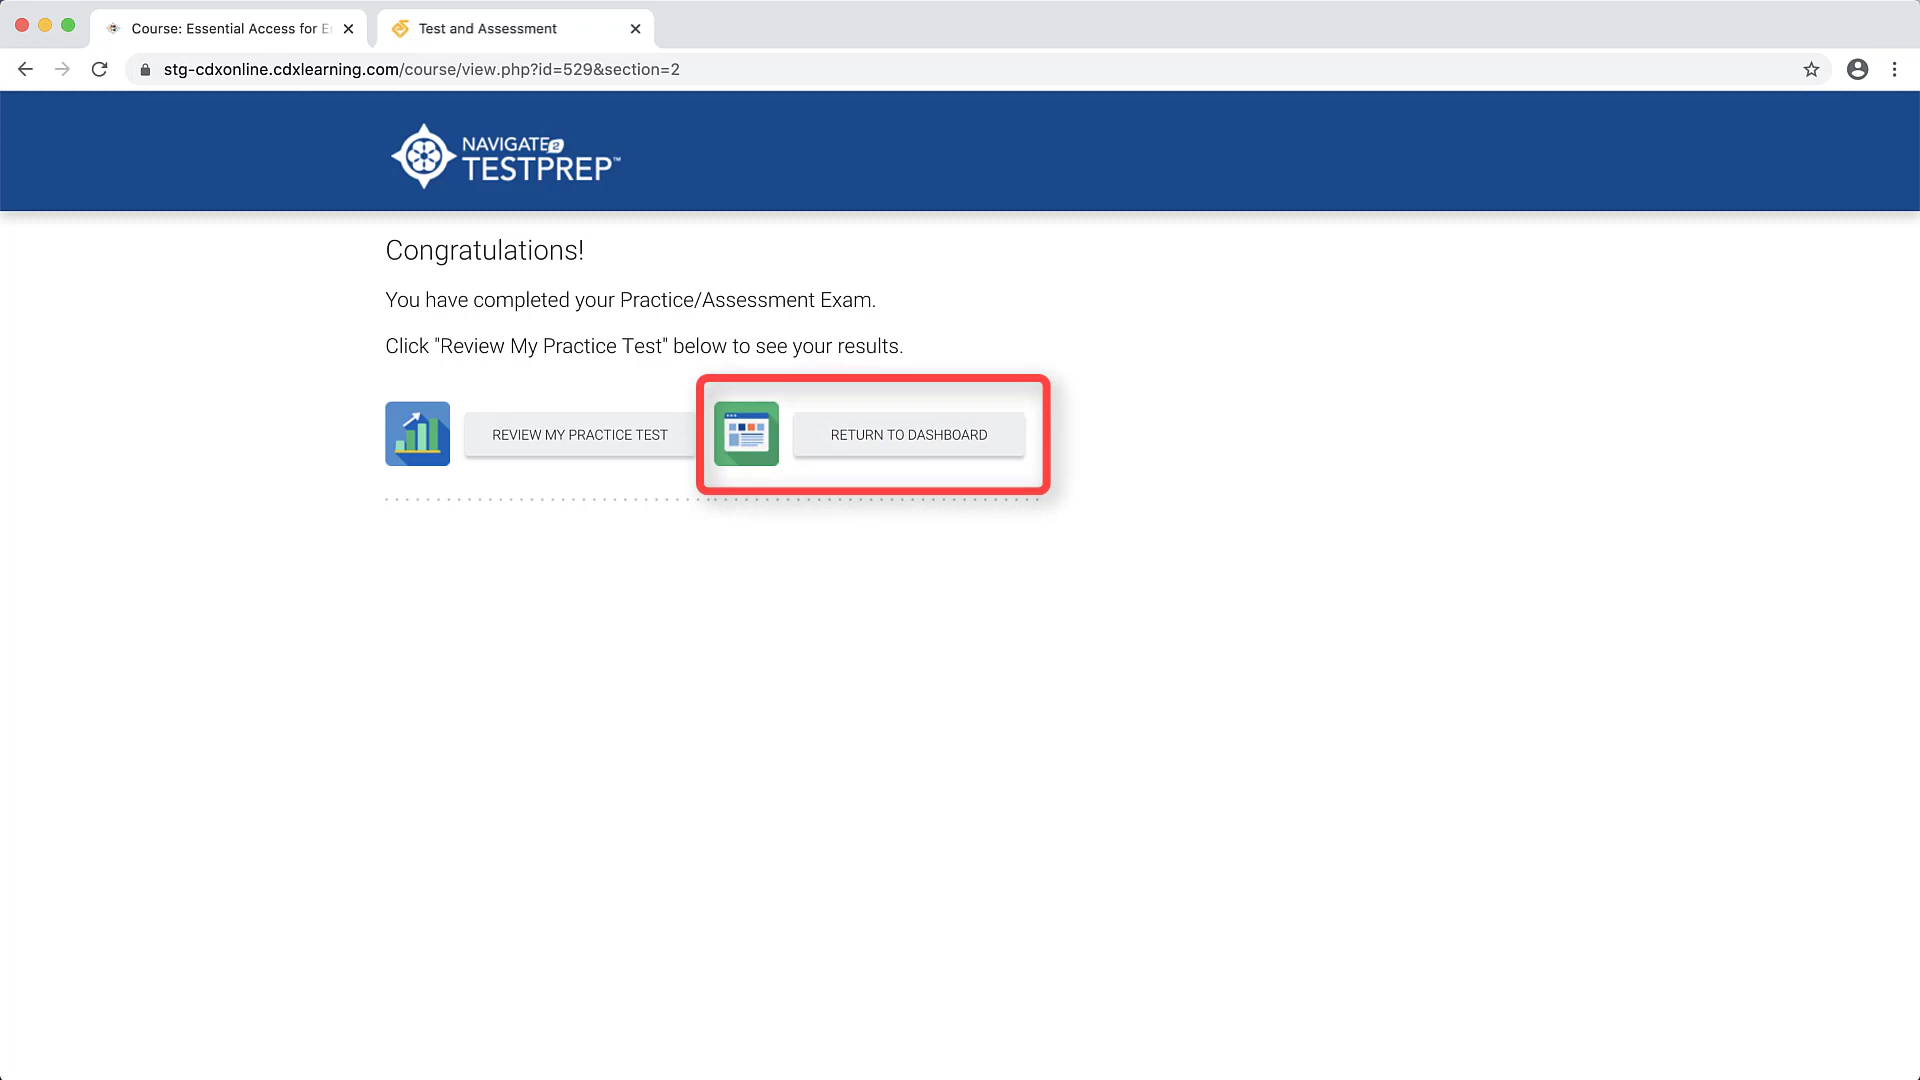 Course: Essential Access for E
Test and Assessment
stg-cdxonline.cdxlearning.com/course/view.php?id=529&section=2
NAVIGATE 2
TESTPREP™
Congratulations!
You have completed your Practice/Assessment Exam.
Click "Review My Practice Test" below to see your results.
REVIEW MY PRACTICE TEST
RETURN TO DASHBOARD